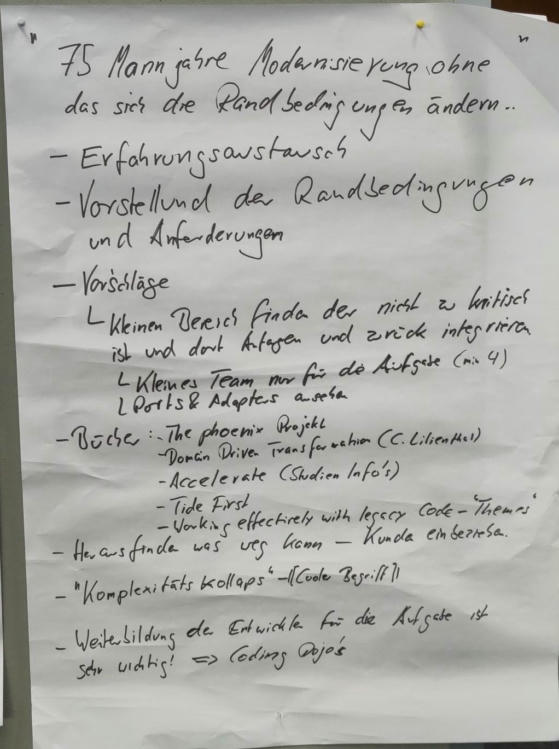 75 Mannjahre Modernisierung ohne
das sich die Randbedingungen ändern..
- Erfahrungsaustausch
- Vorstellund der Randbedingungen
und Anforderungen
- Vorschläge
└ Kleinen Bereich finden der nicht zu kritisch
ist und dort Anfagen und zurück integrieren
└ Kleines Team nur für die Aufgabe (min 4)
└ Ports & Adapters ansehen
- Bücher: - The phoenix Projekt
- Domain Driven Transformation (C. Lilienthal)
- Accelerate (Studien Info's)
- Tide First
- Working effectively with legacy Code - "Themes"
- Herausfinden was weg kann - Kunden einbeziehen.
- "Komplexitäts kollaps" - [[Cooler Begriff]]
- Weiterbildung der Entwickler für die Aufgabe ist
sehr wichtig! => Coding Dojo's